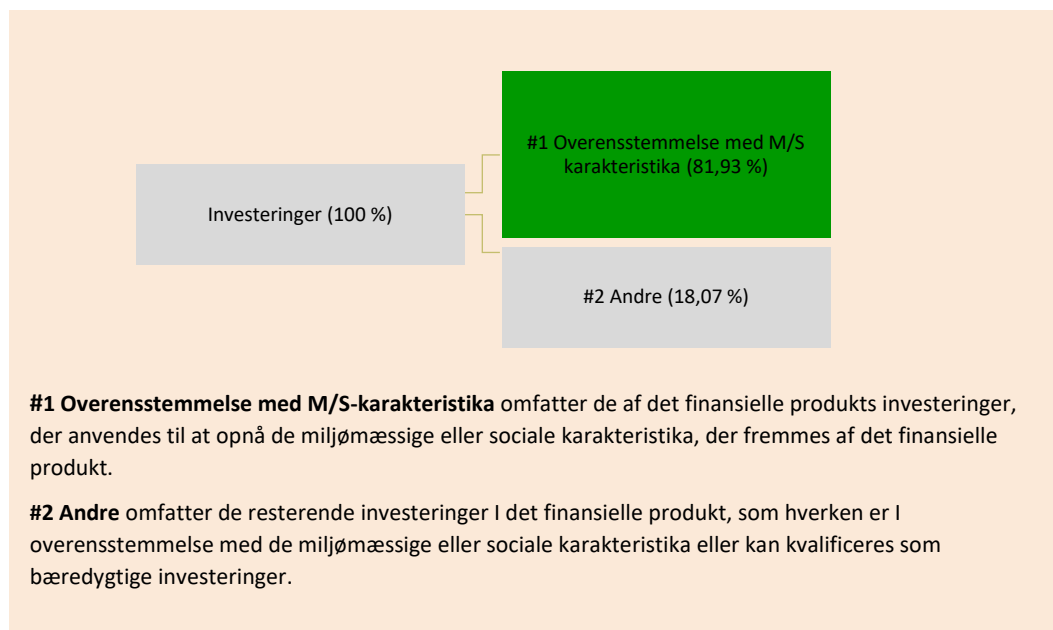 #1 Overensstemmelse med M/S
karakteristika (81,93 %)
Investeringer (100 %)
#2 Andre (18,07 %)
#1 Overensstemmelse med M/S-karakteristika omfatter de af det finansielle produkts investeringer,
der anvendes til at opnå de miljømæssige eller sociale karakteristika, der fremmes af det finansielle
produkt.
#2 Andre omfatter de resterende investeringer I det finansielle produkt, som hverken er I
overensstemmelse med de miljømæssige eller sociale karakteristika eller kan kvalificeres som
bæredygtige investeringer.